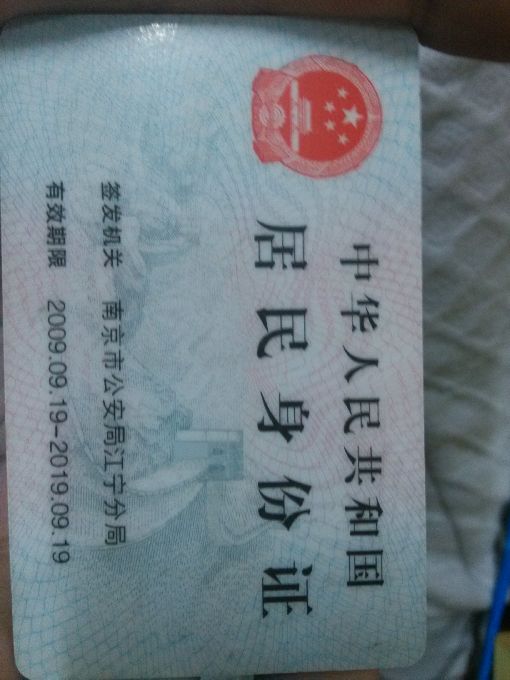 中华人民共和国
居民身份证
签发机关 南京市公安局江宁分局
有效期限 2009.09.19-2019.09.19